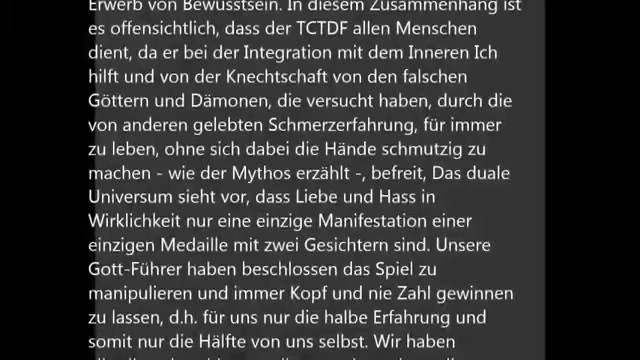 Erwerb von Bewusstsein. In diesem Zusammenhang ist
es offensichtlich, dass der TCTDF allen Menschen
dient, da er bei der Integration mit dem Inneren Ich
hilft und von der Knechtschaft von den falschen
Göttern und Dämonen, die versucht haben, durch die
von anderen gelebten Schmerzerfahrung, für immer
zu leben, ohne sich dabei die Hände schmutzig zu
machen - wie der Mythos erzählt -, befreit, Das duale
Universum sieht vor, dass Liebe und Hass in
Wirklichkeit nur eine einzige Manifestation einer
einzigen Medaille mit zwei Gesichtern sind. Unsere
Gott-Führer haben beschlossen das Spiel zu
manipulieren und immer Kopf und nie Zahl gewinnen
zu lassen, d.h. für uns nur die halbe Erfahrung und
somit nur die Hälfte von uns selbst. Wir haben